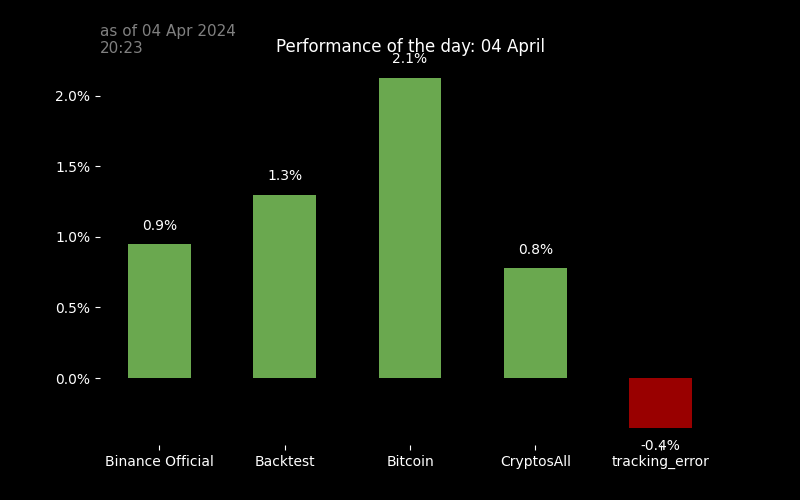 as of 04 Apr 2024
20:23
Performance of the day: 04 April
2.1%
2.0%
1.5%
1.3%
1.0%
0.9%
0.8%
0.5%
0.0%
-0.4%
Binance Official
Backtest
Bitcoin
CryptosAll
tracking_error